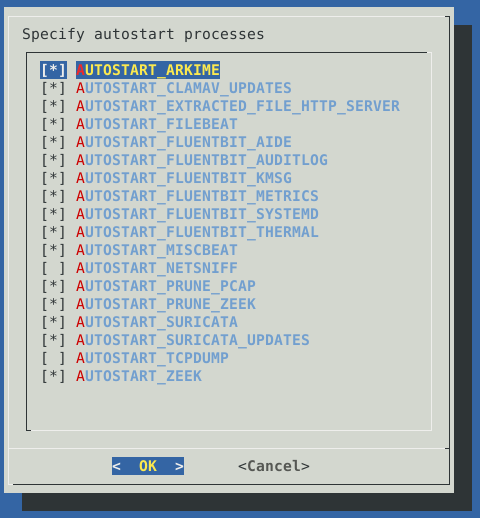 Specify autostart processes
[*] AUTOSTART_ARKIME
[*] AUTOSTART_CLAMAV_UPDATES
[*] AUTOSTART_EXTRACTED_FILE_HTTP_SERVER
[*] AUTOSTART_FILEBEAT
[*] AUTOSTART_FLUENTBIT_AIDE
[*] AUTOSTART_FLUENTBIT_AUDITLOG
[*] AUTOSTART_FLUENTBIT_KMSG
[*] AUTOSTART_FLUENTBIT_METRICS
[*] AUTOSTART_FLUENTBIT_SYSTEMD
[*] AUTOSTART_FLUENTBIT_THERMAL
[*] AUTOSTART_MISCBEAT
[ ] AUTOSTART_NETSNIFF
[*] AUTOSTART_PRUNE_PCAP
[*] AUTOSTART_PRUNE_ZEEK
[*] AUTOSTART_SURICATA
[*] AUTOSTART_SURICATA_UPDATES
[ ] AUTOSTART_TCPDUMP
[*] AUTOSTART_ZEEK
<  OK  > <Cancel>